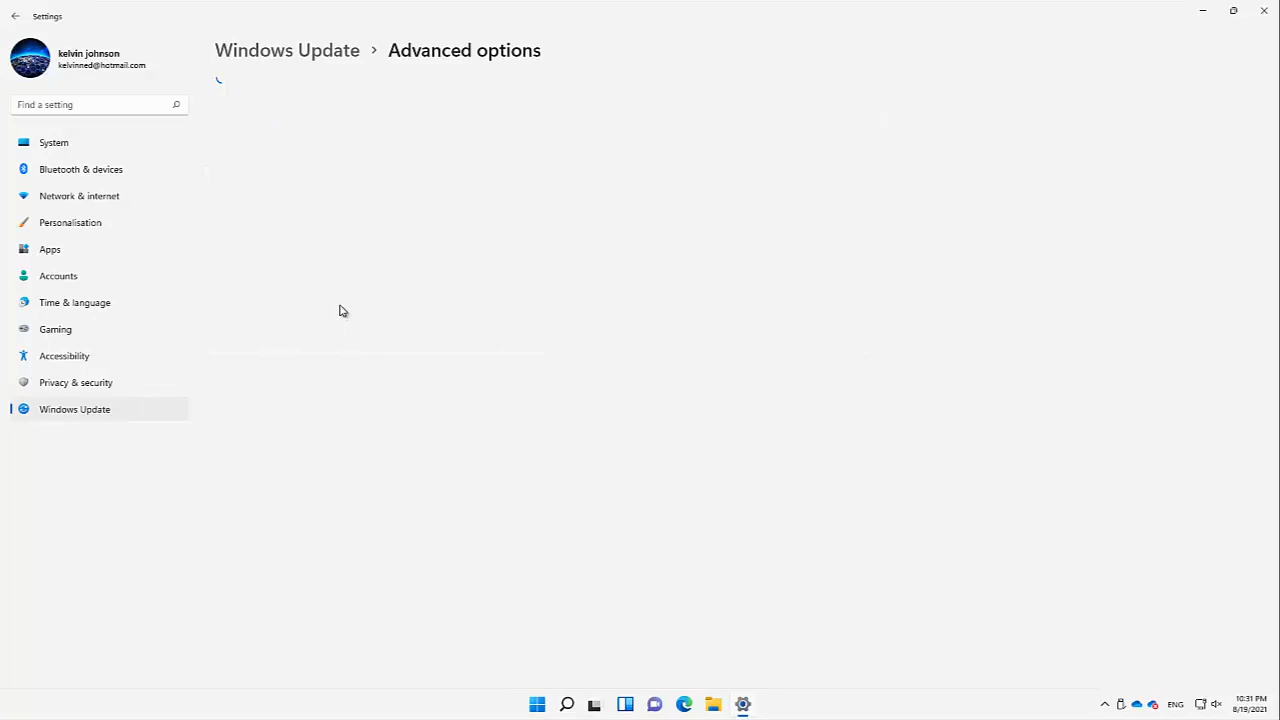 Settings
kelvin johnson
kelvinned@hotmail.com
Find a setting
System
Bluetooth & devices
Network & internet
Personalisation
Apps
Accounts
Time & language
Gaming
Accessibility
Privacy & security
Windows Update
Windows Update > Advanced options
ENG
10:31 PM
8/19/2021